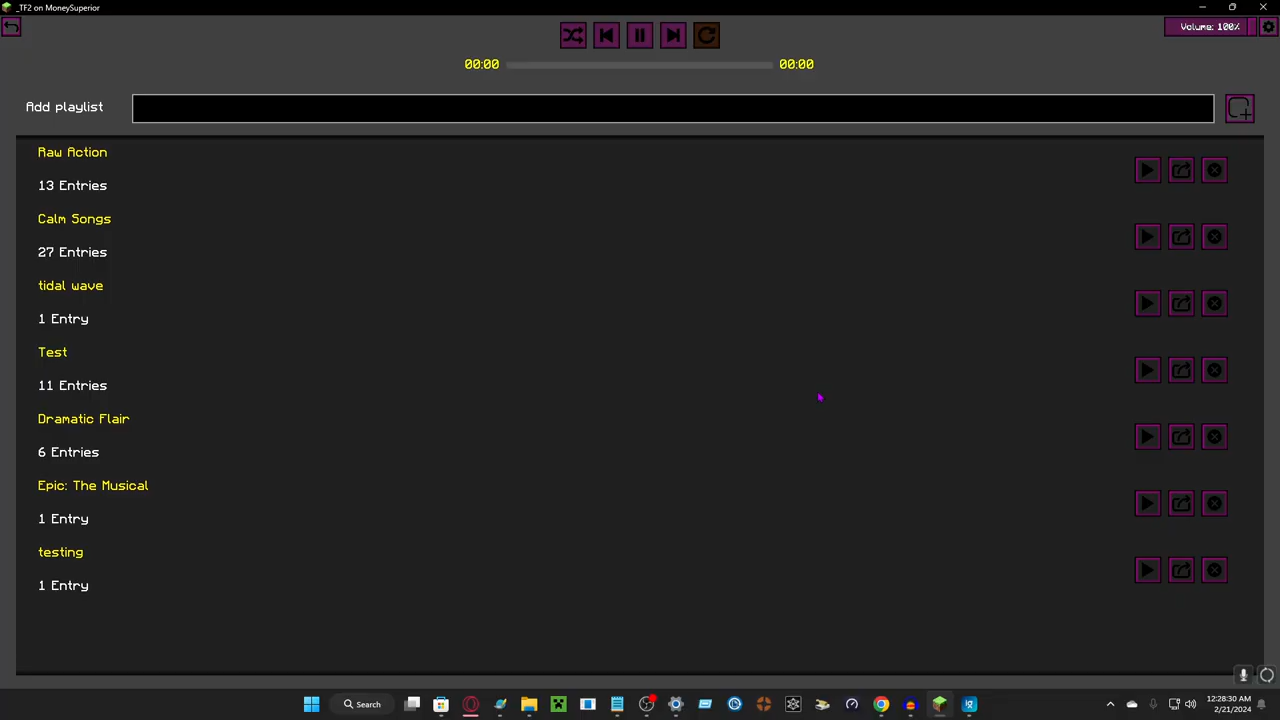 _TF2 on MoneySuperior
Volume: 100%
00:00 00:00
Add playlist
Raw Action
13 Entries
Calm Songs
27 Entries
tidal wave
1 Entry
Test
11 Entries
Dramatic Flair
6 Entries
Epic: The Musical
1 Entry
testing
1 Entry
Search
12:28:30 AM
2/21/2024